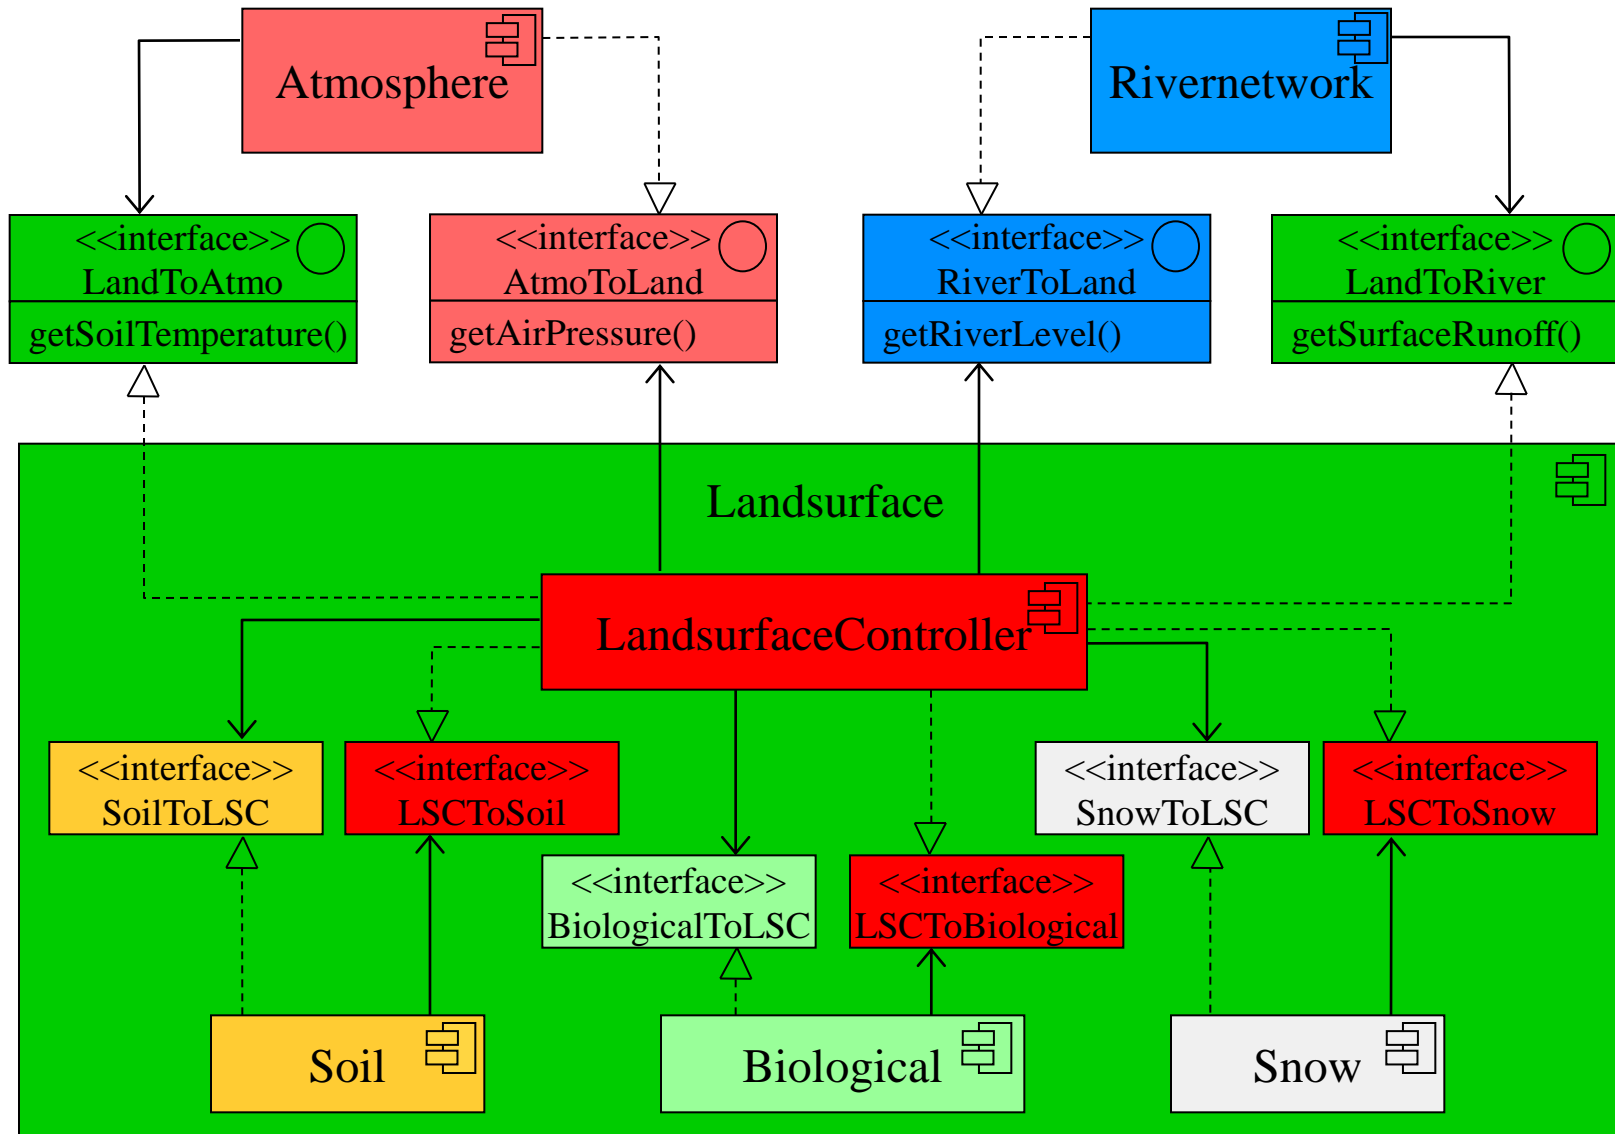 Atmosphere
Rivernetwork
<<interface>>
LandToAtmo
getSoilTemperature()
<<interface>>
AtmoToLand
getAirPressure()
<<interface>>
RiverToLand
getRiverLevel()
<<interface>>
LandToRiver
getSurfaceRunoff()
Landsurface
LandsurfaceController
<<interface>>
SoilToLSC
<<interface>>
LSCToSoil
<<interface>>
BiologicalToLSC
<<interface>>
LSCToBiological
<<interface>>
SnowToLSC
<<interface>>
LSCToSnow
Soil
Biological
Snow